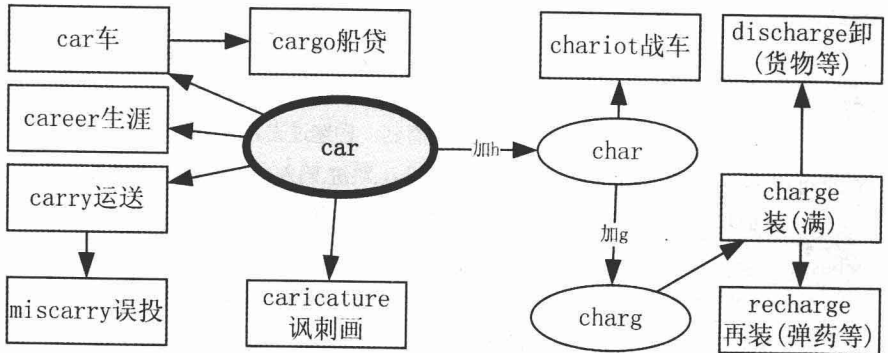 car车
cargo船贷
chariot战车
discharge卸
(货物等)
career生涯
car
加h
char
carry运送
charge
装(满)
加g
miscarry误投
caricature
讽刺画
charg
recharge
再装(弹药等)